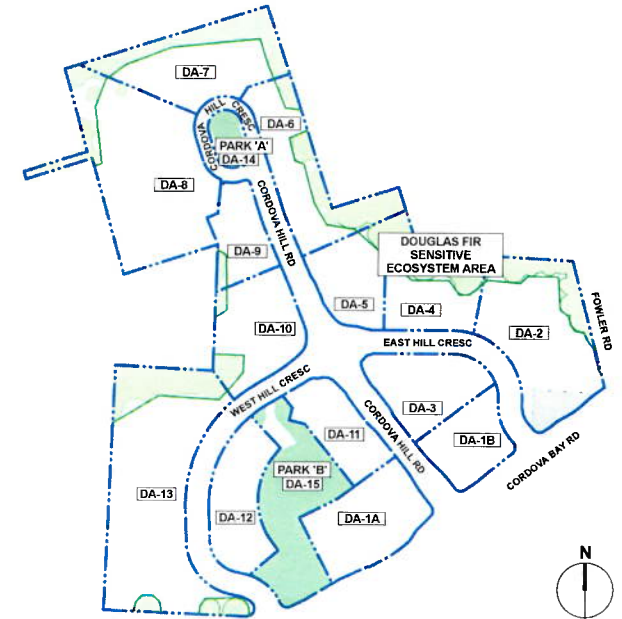 DA-7
HILL CRESC
CORDOVA
DA-6
PARK 'A'
DA-14
DA-8
CORDOVA HILL RD
DA-9
DOUGLAS FIR
SENSITIVE
ECOSYSTEM AREA
DA-5
DA-4
DA-2
FOWLER RD
DA-10
EAST HILL CRESC
WEST HILL CRESC
DA-3
CORDOVA HILL RD
DA-11
DA-1B
CORDOVA BAY RD
PARK 'B'
DA-15
DA-13
DA-12
DA-1A
N